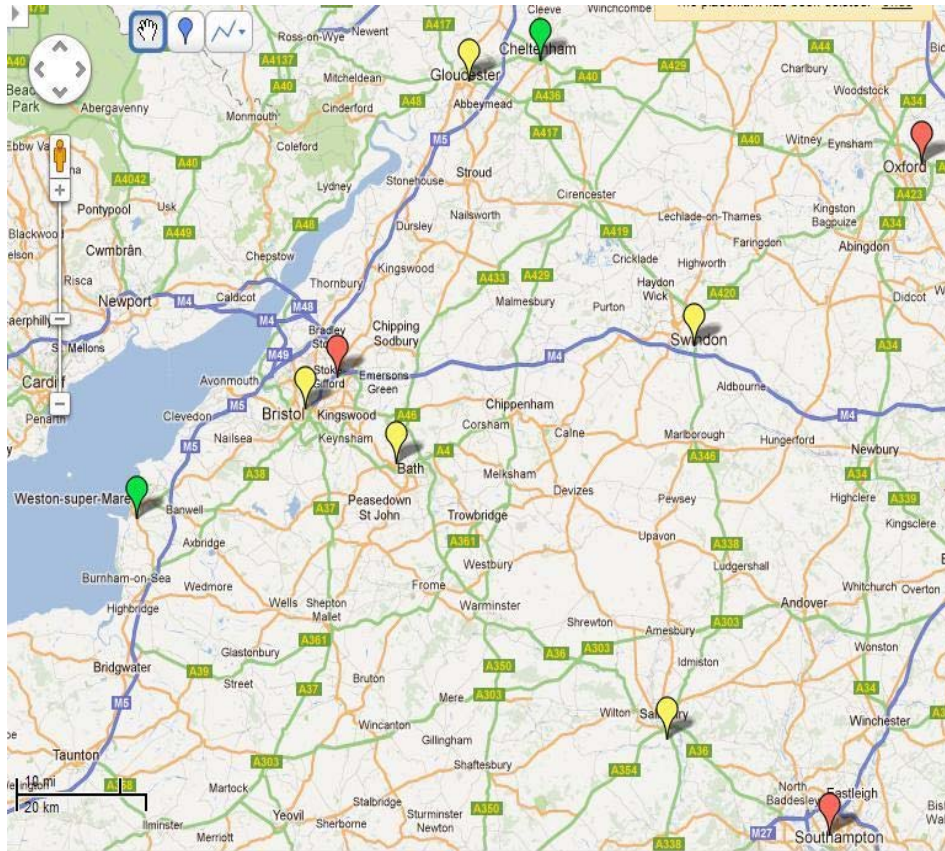 A417
Cleeve
Winchcombe
Ross-on-Wye
Newent
A40
A4137
Cheltenham
A44
Gloucester
A40
A429
Charlbury
Mitcheldean
Woodstock
Park
Abergavenny
Cinderford
A48
Abbeymead
A436
A34
Monmouth
A417
Coleford
M5
A40
Witney
Eynsham
Ebbw
A40
Stroud
Oxford
A4042
Lydney
Stonehouse
Cirencester
A423
Pontypool
Usk
Nailsworth
Lechlade-on-Thames
Kingston
Bagpuize
A34
A449
A48
Dursley
A419
Faringdon
Abingdon
Cwmbrân
Chepstow
Cricklade
Highworth
Risca
Thornbury
Kingswood
A433
A429
Haydon
Wick
A420
Didcot
Newport
M4
Caldicot
M48
Malmesbury
Purton
M4
Bradley
Chipping
Sodbury
Swindon
A34
St. Mellons
M49
M4
Cardiff
Avonmouth
Gifford
Emersons
Green
Aldbourne
Penarth
Clevedon
M5
Bristol
Kingswood
A46
Chippenham
M4
Nailsea
Keynsham
Corsham
Calne
Marlborough
Hungerford
M5
A4
Newbury
A38
Bath
Melksham
A346
A34
Weston-super-Mare
Banwell
A37
Peasedown
St John
Trowbridge
Devizes
Pewsey
Highclere
A339
Kingsclere
Axbridge
A361
Upavon
A338
Burnham-on-Sea
Westbury
Ludgershall
Wedmore
Frome
Whitchurch
Overton
Highbridge
Wells
Shepton
Mallet
Warminster
Andover
Shrewton
Amesbury
A303
A361
Glastonbury
A36
A303
Wonston
Bridgwater
A39
A350
Idmiston
Street
A37
Bruton
A34
M5
Mere
A303
Wilton
Salisbury
Winchester
Wincanton
Gillingham
A36
Taunton
A303
Shaftesbury
A354
10 mi
A358
Martock
North
Baddesley
Eastleigh
20 km
Stalbridge
A350
Yeovil
Sherborne
Sturminster
Newton
Ilminster
Merriott
M27
Southampton
A338